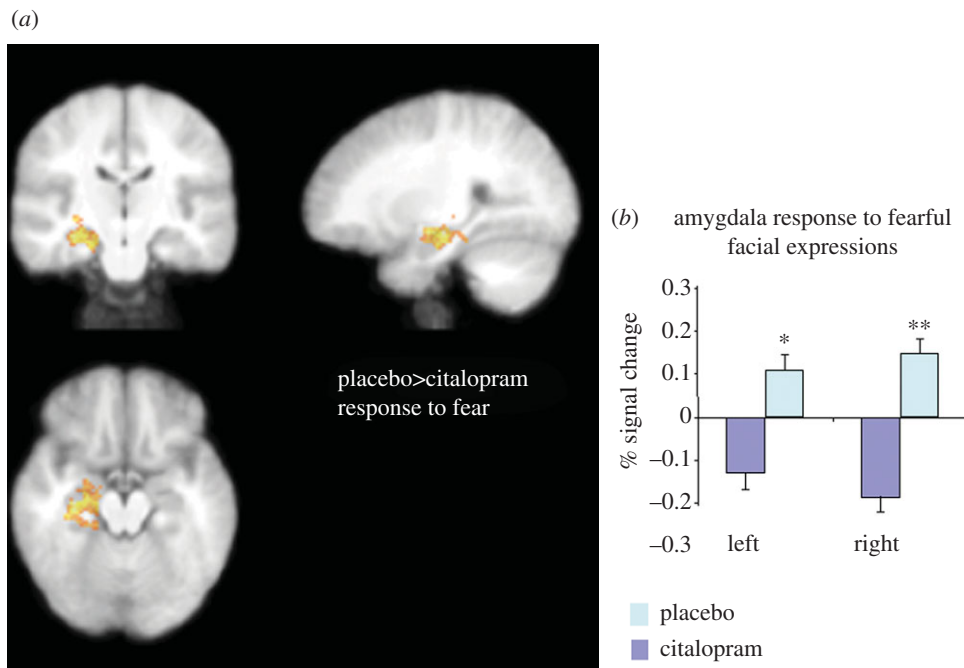 (a)
placebo>citalopram
response to fear
(b) amygdala response to fearful
facial expressions
% signal change
0.3
0.2
0.1
0
–0.1
–0.2
–0.3
*
**
left right
placebo
citalopram